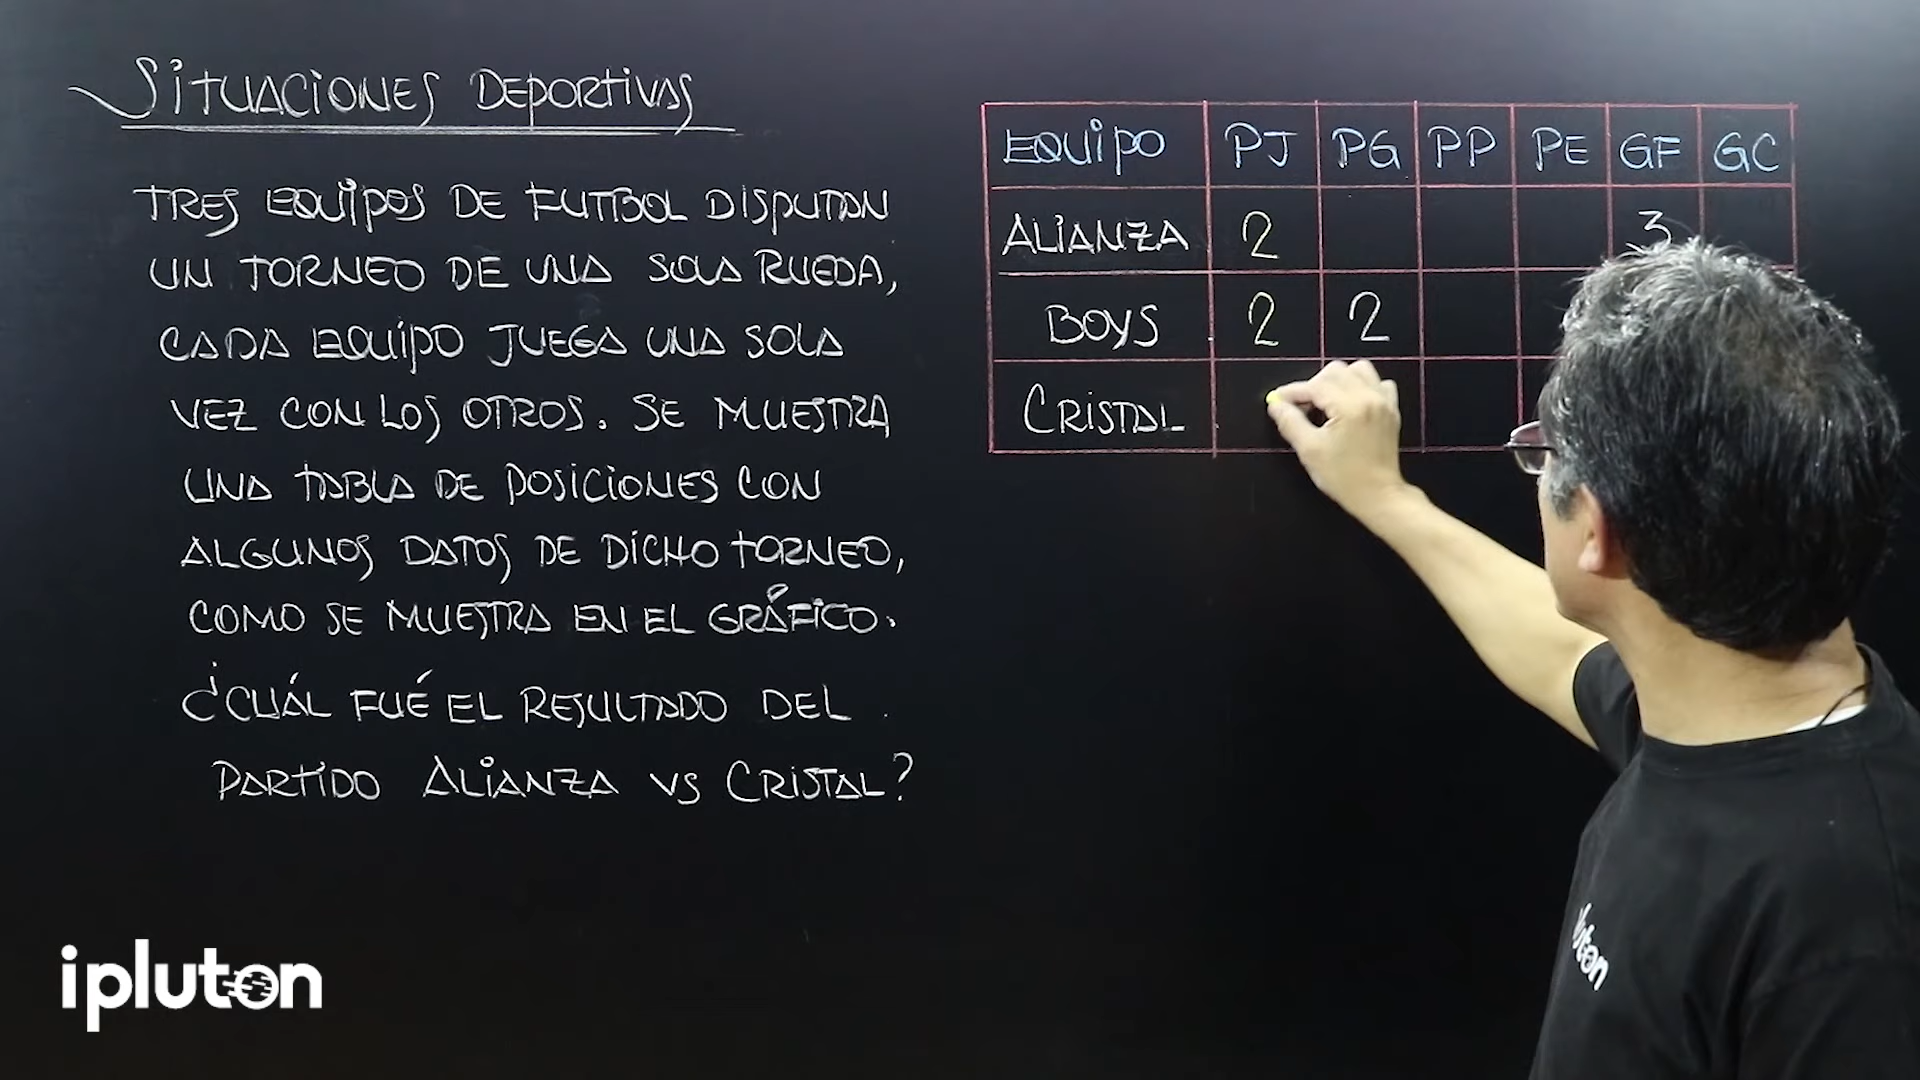 SITUACIONES DEPORTIVAS
TRES EQUIPOS DE FUTBOL DISPUTAN
UN TORNEO DE UNA SOLA RUEDA,
CADA EQUIPO JUEGA UNA SOLA
VEZ CON LOS OTROS. SE MUESTRA
UNA TABLA DE POSICIONES CON
ALGUNOS DATOS DE DICHO TORNEO,
COMO SE MUESTRA EN EL GRÁFICO.
¿CUÁL FUÉ EL RESULTADO DEL
PARTIDO ALIANZA VS CRISTAL?
EQUIPO PJ PG PP PE GF GC
ALIANZA 2 3
BOYS 2 2
CRISTAL
ipluton